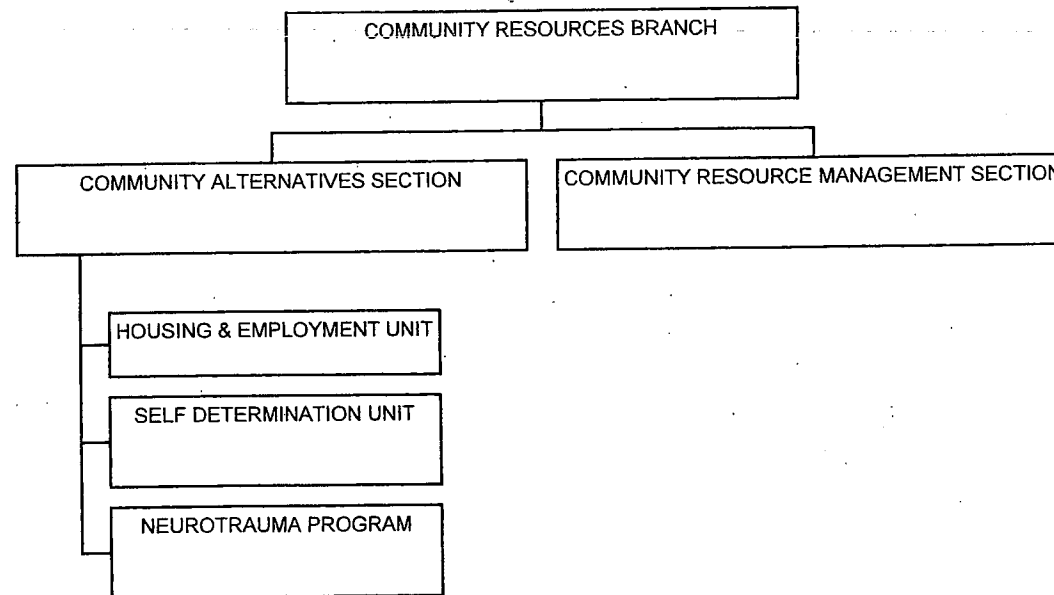 COMMUNITY RESOURCES BRANCH
COMMUNITY ALTERNATIVES SECTION
COMMUNITY RESOURCE MANAGEMENT SECTION
HOUSING & EMPLOYMENT UNIT
SELF DETERMINATION UNIT
NEUROTRAUMA PROGRAM